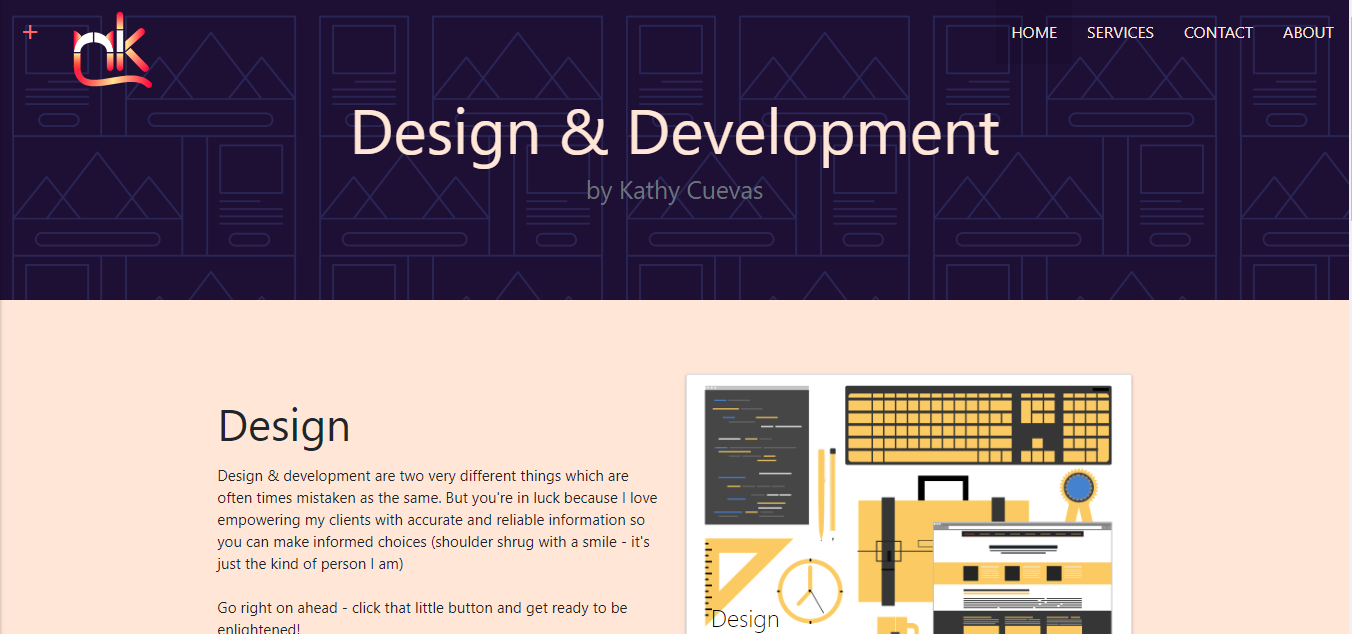 +
nk
HOME SERVICES CONTACT ABOUT
Design & Development
by Kathy Cuevas
Design
Design & development are two very different things which are
often times mistaken as the same. But you're in luck because I love
empowering my clients with accurate and reliable information so
you can make informed choices (shoulder shrug with a smile - it's
just the kind of person I am)
Go right on ahead - click that little button and get ready to be
enlightened!
Design